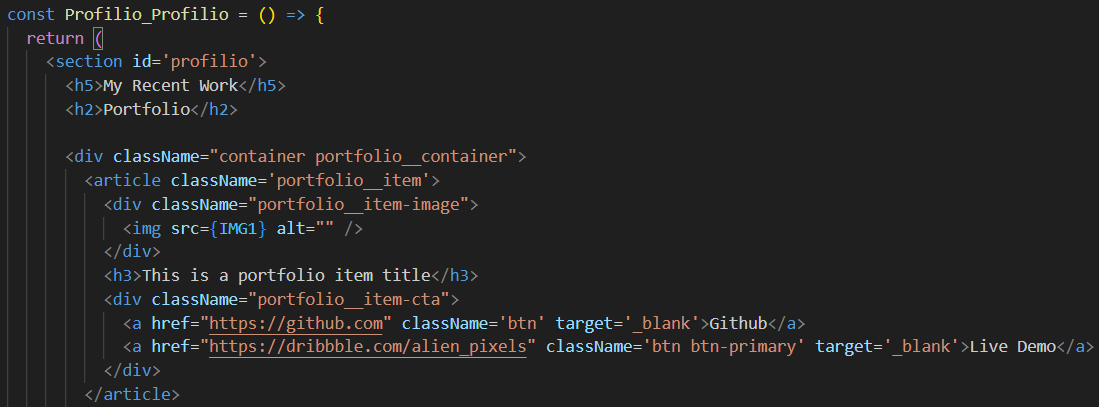 const Profilio_Profilio = () => {
  return (
    <section id='profilio'>
      <h5>My Recent Work</h5>
      <h2>Portfolio</h2>

      <div className="container portfolio__container">
        <article className='portfolio__item'>
          <div className="portfolio__item-image">
            <img src={IMG1} alt="" />
          </div>
          <h3>This is a portfolio item title</h3>
          <div className="portfolio__item-cta">
            <a href="https://github.com" className='btn' target='_blank'>Github</a>
            <a href="https://dribbble.com/alien_pixels" className='btn btn-primary' target='_blank'>Live Demo</a>
          </div>
        </article>